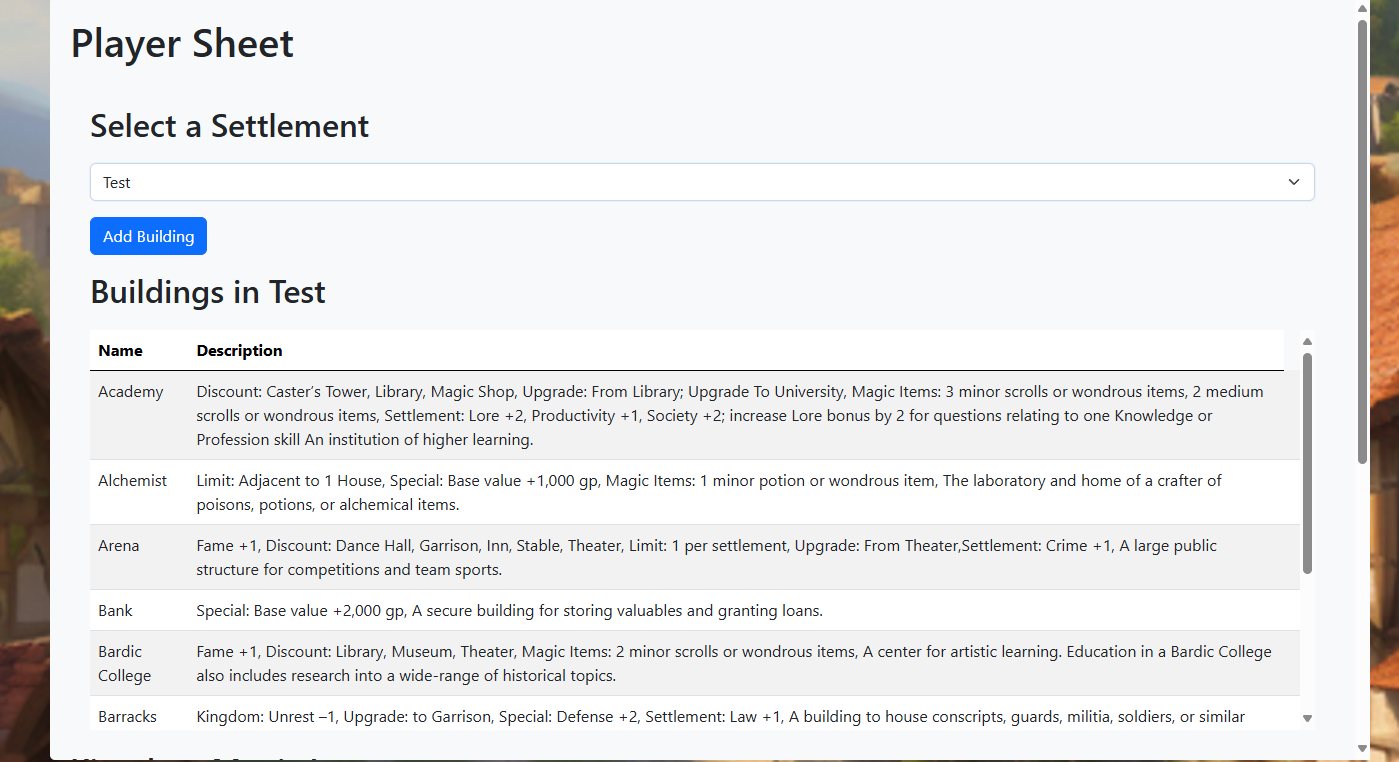 Player Sheet
Select a Settlement
Test
Add Building
Buildings in Test
Name Description
Academy Discount: Caster’s Tower, Library, Magic Shop, Upgrade: From Library; Upgrade To University, Magic Items: 3 minor scrolls or wondrous items, 2 medium
scrolls or wondrous items, Settlement: Lore +2, Productivity +1, Society +2; increase Lore bonus by 2 for questions relating to one Knowledge or
Profession skill An institution of higher learning.
Alchemist Limit: Adjacent to 1 House, Special: Base value +1,000 gp, Magic Items: 1 minor potion or wondrous item, The laboratory and home of a crafter of
poisons, potions, or alchemical items.
Arena Fame +1, Discount: Dance Hall, Garrison, Inn, Stable, Theater, Limit: 1 per settlement, Upgrade: From Theater,Settlement: Crime +1, A large public
structure for competitions and team sports.
Bank Special: Base value +2,000 gp, A secure building for storing valuables and granting loans.
Bardic Fame +1, Discount: Library, Museum, Theater, Magic Items: 2 minor scrolls or wondrous items, A center for artistic learning. Education in a Bardic College
College also includes research into a wide-range of historical topics.
Barracks Kingdom: Unrest –1, Upgrade: to Garrison, Special: Defense +2, Settlement: Law +1, A building to house conscripts, guards, militia, soldiers, or similar